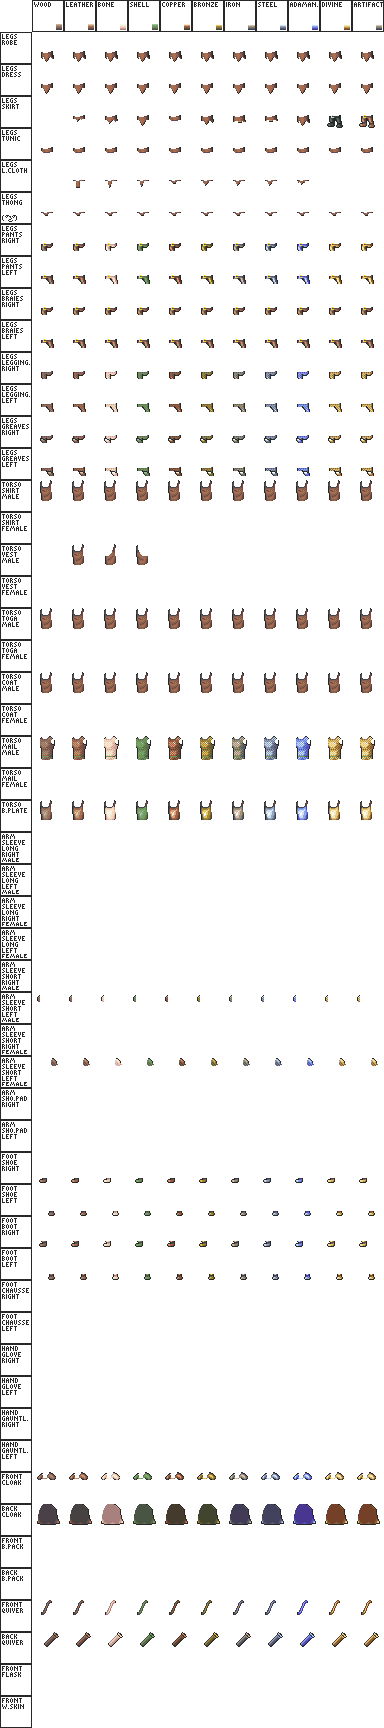 WOOD LEATHER BONE SHELL COPPER BRONZE IRON STEEL ADAMAN. DIVINE ARTIFACT
LEGS
ROBE
LEGS
DRESS
LEGS
SKIRT
LEGS
TUNIC
LEGS
L.CLOTH
LEGS
THONG
LEGS
PANTS
RIGHT
LEGS
PANTS
LEFT
LEGS
BRAIES
RIGHT
LEGS
BRAIES
LEFT
LEGS
LEGGING.
RIGHT
LEGS
LEGGING.
LEFT
LEGS
GREAVES
RIGHT
LEGS
GREAVES
LEFT
TORSO
SHIRT
MALE
TORSO
SHIRT
FEMALE
TORSO
VEST
MALE
TORSO
VEST
FEMALE
TORSO
TOGA
MALE
TORSO
TOGA
FEMALE
TORSO
COAT
MALE
TORSO
COAT
FEMALE
TORSO
MAIL
MALE
TORSO
MAIL
FEMALE
TORSO
B.PLATE
ARM
SLEEVE
LONG
RIGHT
MALE
ARM
SLEEVE
LONG
LEFT
MALE
ARM
SLEEVE
LONG
RIGHT
FEMALE
ARM
SLEEVE
LONG
LEFT
FEMALE
ARM
SLEEVE
SHORT
RIGHT
MALE
ARM
SLEEVE
SHORT
LEFT
MALE
ARM
SLEEVE
SHORT
RIGHT
FEMALE
ARM
SLEEVE
SHORT
LEFT
FEMALE
ARM
SHO.PAD
RIGHT
ARM
SHO.PAD
LEFT
FOOT
SHOE
RIGHT
FOOT
SHOE
LEFT
FOOT
BOOT
RIGHT
FOOT
BOOT
LEFT
FOOT
CHAUSSE
RIGHT
FOOT
CHAUSSE
LEFT
HAND
GLOVE
RIGHT
HAND
GLOVE
LEFT
HAND
GAUNTL.
RIGHT
HAND
GAUNTL.
LEFT
FRONT
CLOAK
BACK
CLOAK
FRONT
B.PACK
BACK
B.PACK
FRONT
QUIVER
BACK
QUIVER
FRONT
FLASK
FRONT
W.SKIN